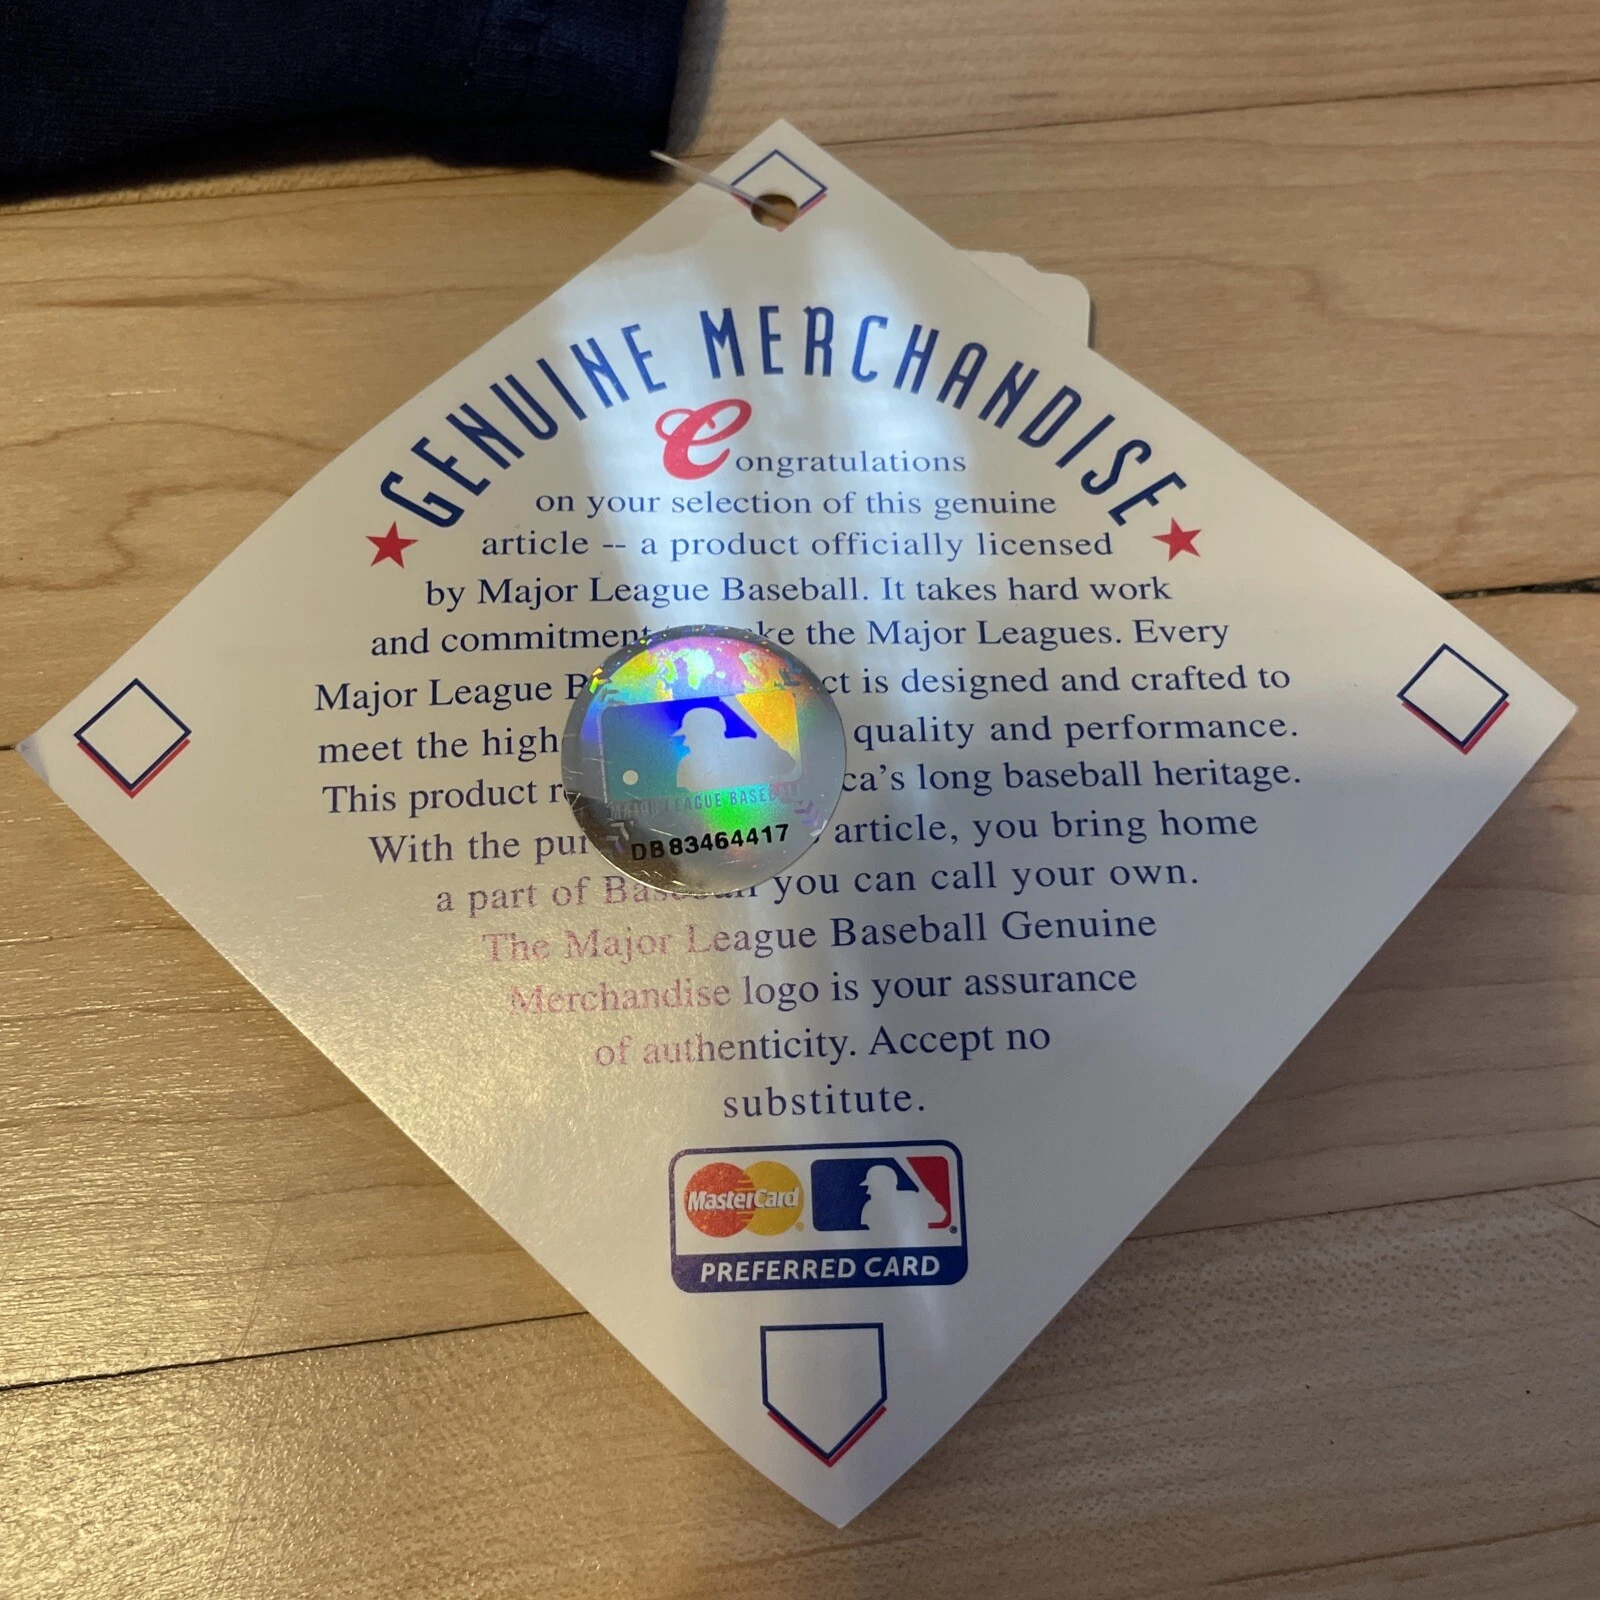 GENUINE MERCHANDISE
Congratulations
on your selection of this genuine
article -- a product officially licensed
by Major League Baseball. It takes hard work
and commitment the Major Leagues. Every
Major League is designed and crafted to
meet the quality and performance.
This product long baseball heritage.
With the article, you bring home
a part of Baseball you can call your own.
The Major League Baseball Genuine
Merchandise logo is your assurance
of authenticity. Accept no
substitute.
MAJOR LEAGUE BASEBALL
DB83464417
MasterCard
PREFERRED CARD